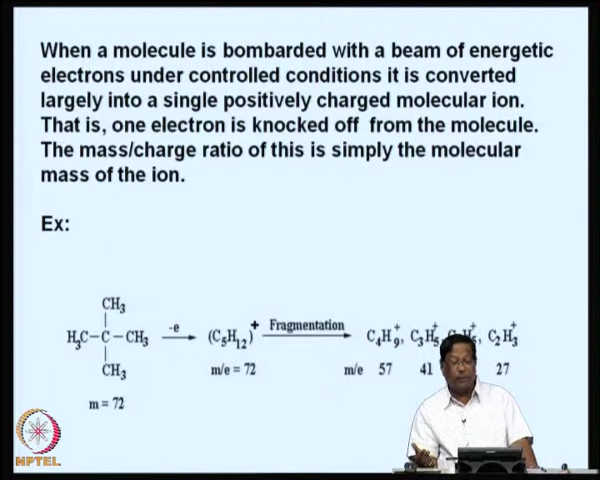 When a molecule is bombarded with a beam of energetic
electrons under controlled conditions it is converted
largely into a single positively charged molecular ion.
That is, one electron is knocked off from the molecule.
The mass/charge ratio of this is simply the molecular
mass of the ion.
Ex:
CH₃
H₃C–C–CH₃ -e (C₅H₁₂)⁺ Fragmentation C₄H₉⁺, C₃H₅⁺, C₂H₃⁺
CH₃ m/e = 72 m/e 57 41 27
m = 72
NPTEL